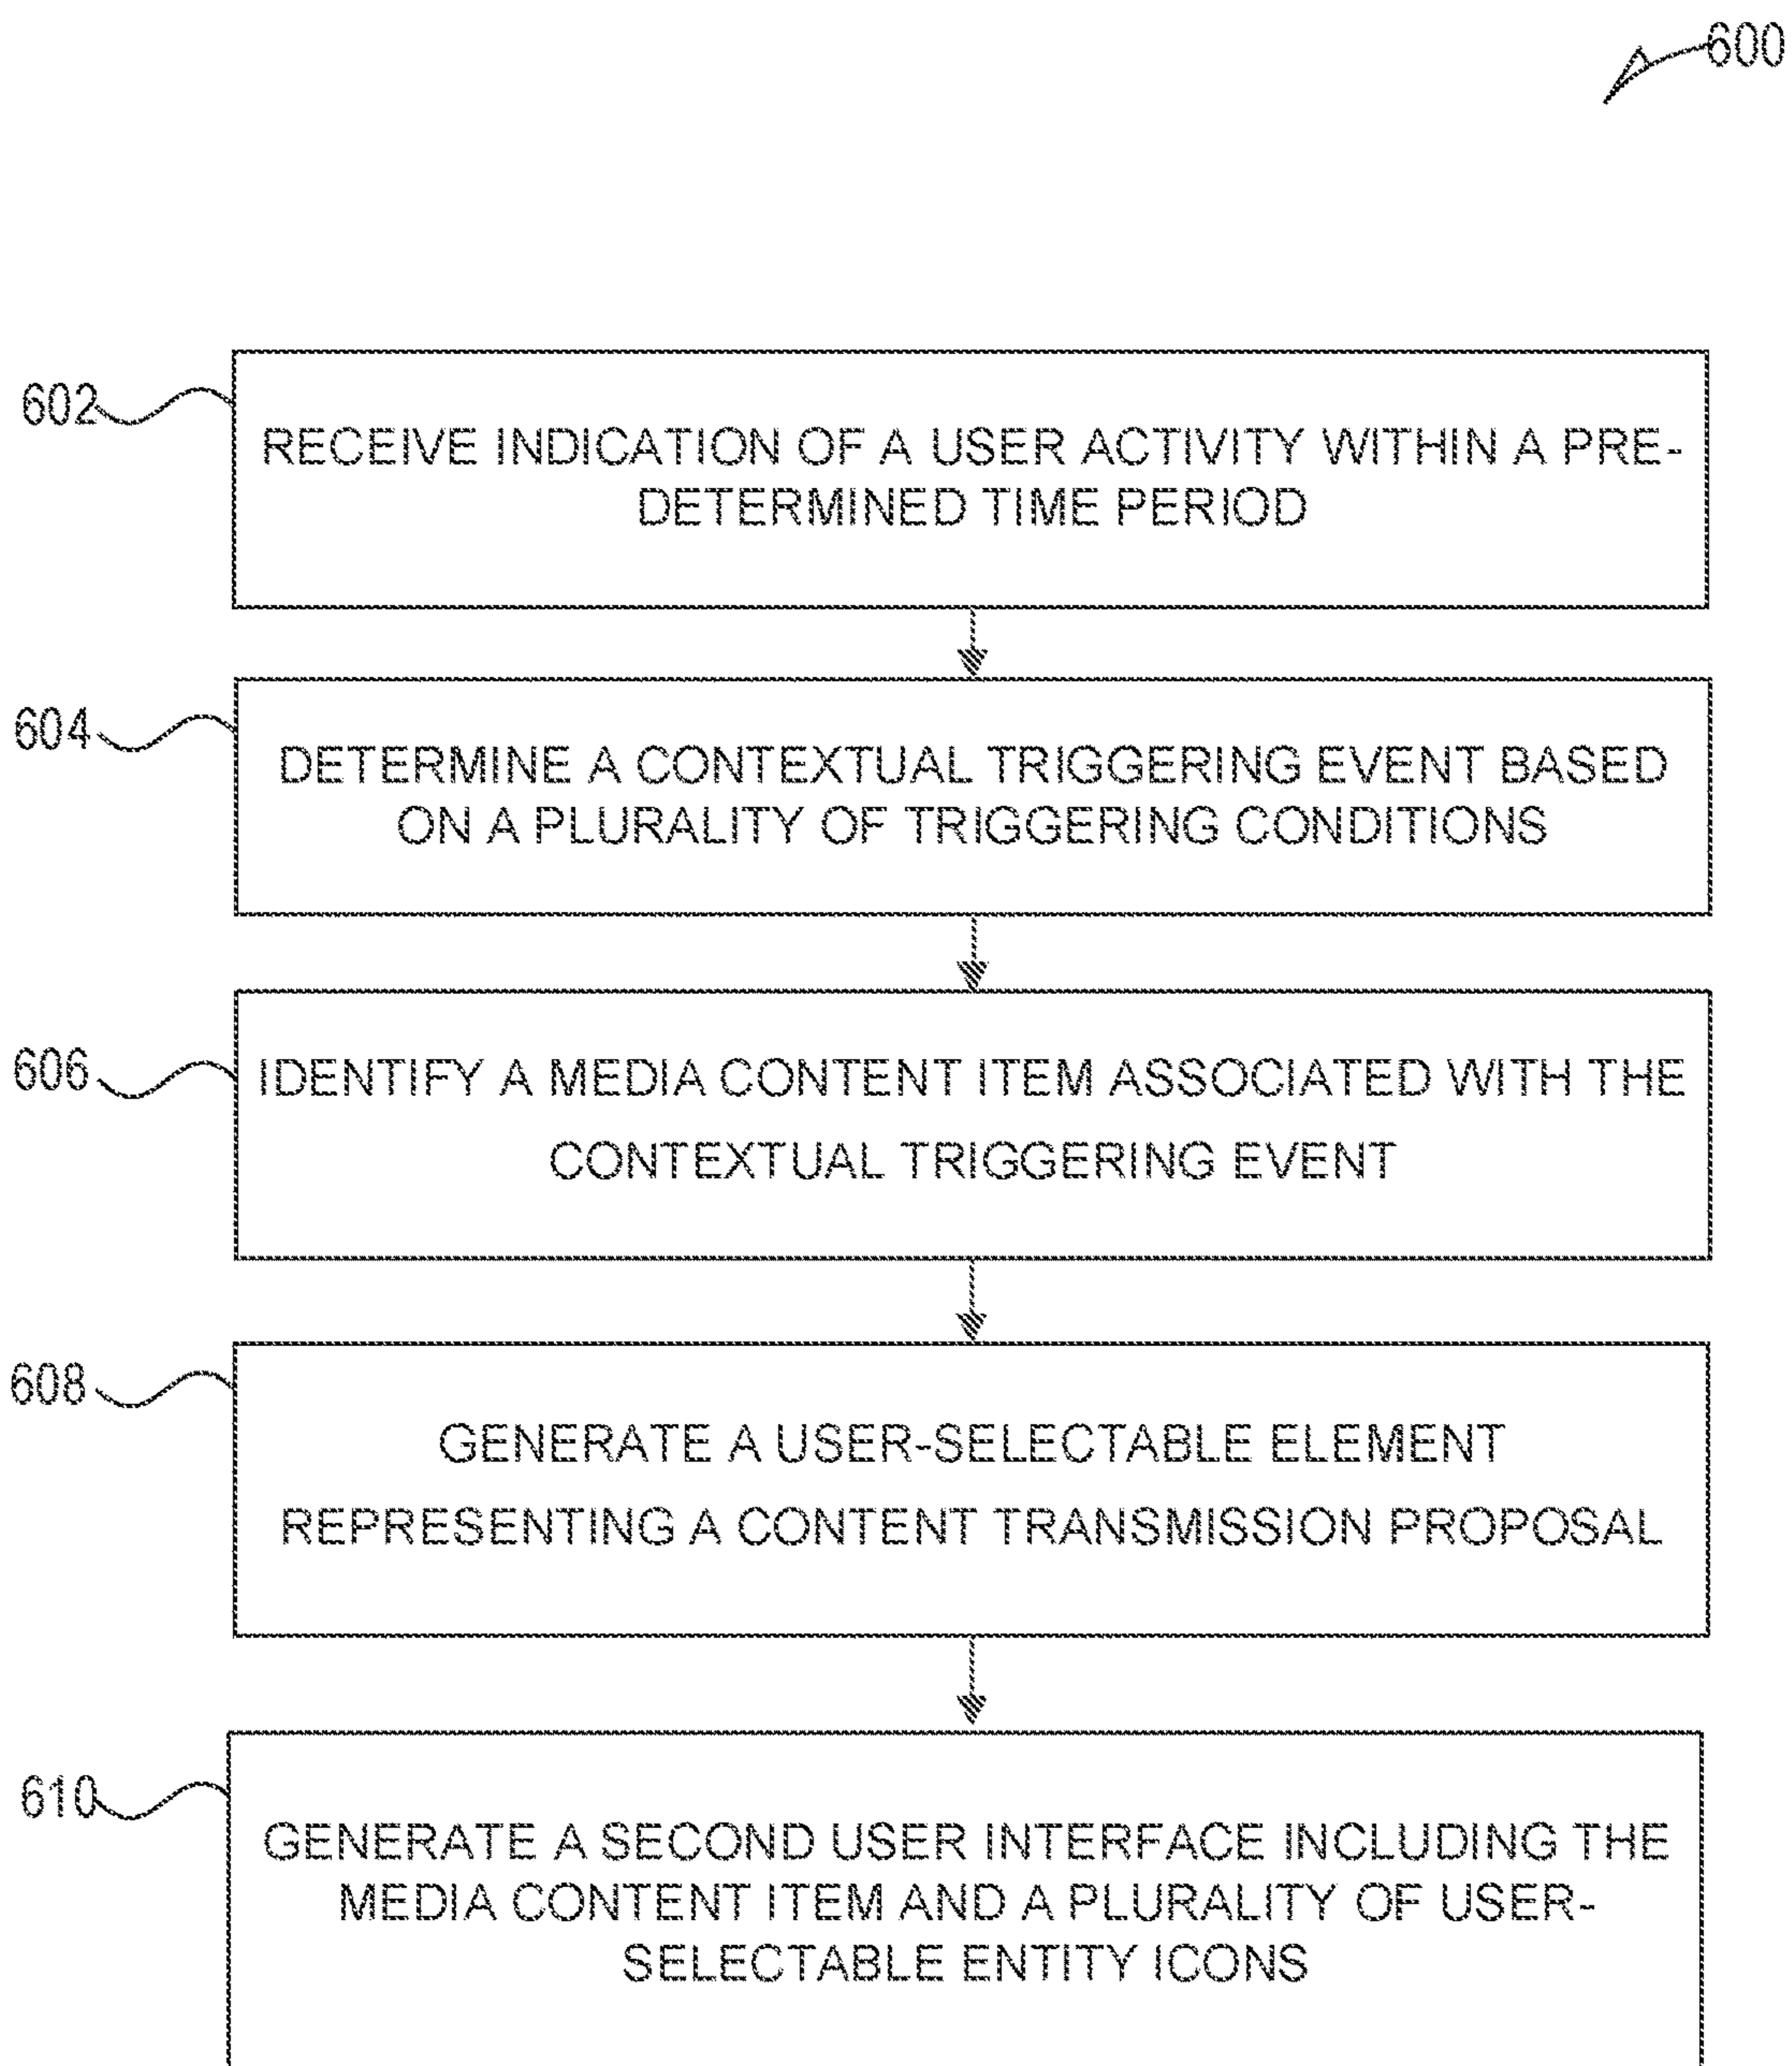 600
602
RECEIVE INDICATION OF A USER ACTIVITY WITHIN A PRE-
DETERMINED TIME PERIOD
604
DETERMINE A CONTEXTUAL TRIGGERING EVENT BASED
ON A PLURALITY OF TRIGGERING CONDITIONS
606
IDENTIFY A MEDIA CONTENT ITEM ASSOCIATED WITH THE
CONTEXTUAL TRIGGERING EVENT
608
GENERATE A USER-SELECTABLE ELEMENT
REPRESENTING A CONTENT TRANSMISSION PROPOSAL
610
GENERATE A SECOND USER INTERFACE INCLUDING THE
MEDIA CONTENT ITEM AND A PLURALITY OF USER-
SELECTABLE ENTITY ICONS